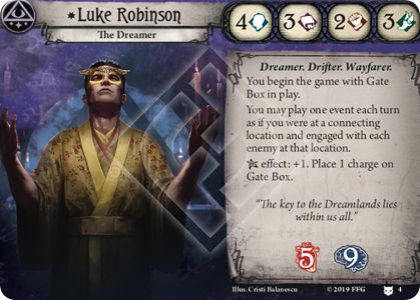 *Luke Robinson
The Dreamer
4 3 2 3
Dreamer. Drifter. Wayfarer.
You begin the game with Gate
Box in play.
You may play one event each turn
as if you were at a connecting
location and engaged with each
enemy at that location.
effect: +1. Place 1 charge on
Gate Box.
"The key to the Dreamlands lies
within us all."
5 9
Illus. Cristi Balanescu © 2019 FFG 4